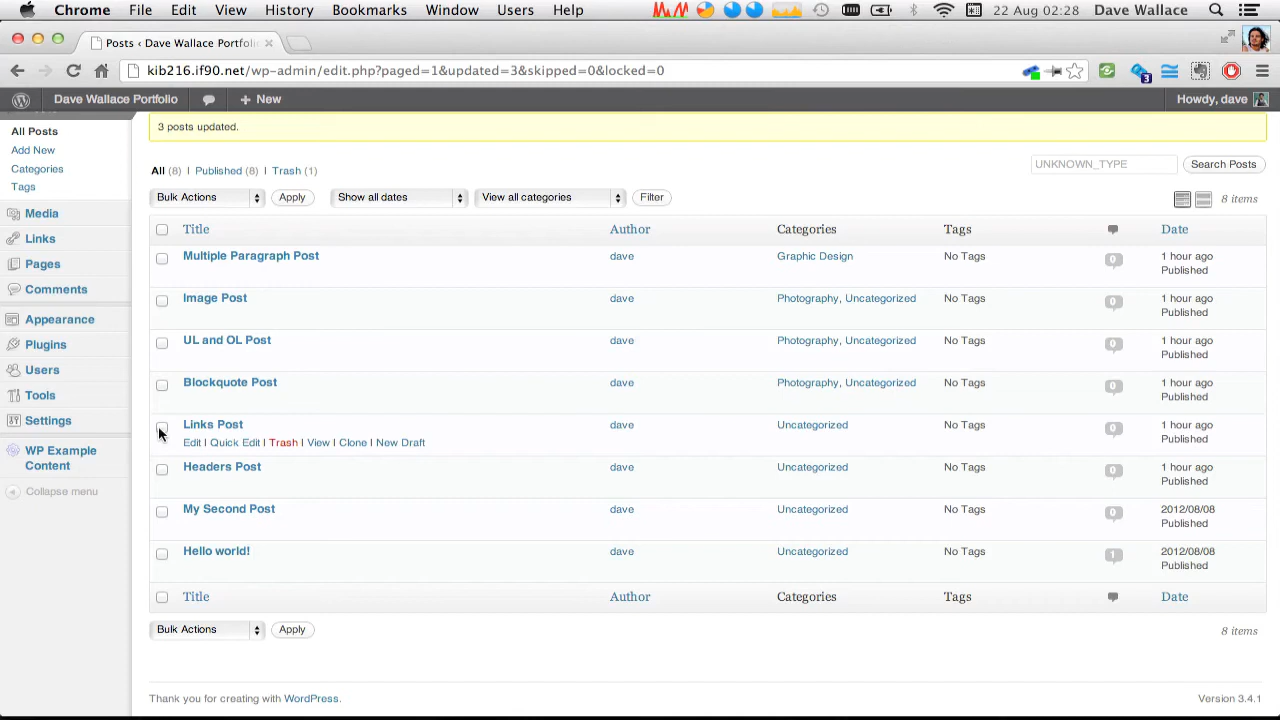 Chrome File Edit View History Bookmarks Window Users Help 22 Aug 02:28 Dave Wallace
Posts ‹ Dave Wallace Portfoli
kib216.if90.net/wp-admin/edit.php?paged=1&updated=3&skipped=0&locked=0
3
Dave Wallace Portfolio + New Howdy, dave
All Posts
Add New
Categories
Tags
Media
Links
Pages
Comments
Appearance
Plugins
Users
Tools
Settings
WP Example
Content
Collapse menu
3 posts updated.
All (8) | Published (8) | Trash (1)
UNKNOWN_TYPE Search Posts
Bulk Actions Apply Show all dates View all categories Filter 8 items
Title Author Categories Tags Date
Multiple Paragraph Post dave Graphic Design No Tags 0 1 hour ago
Published
Image Post dave Photography, Uncategorized No Tags 0 1 hour ago
Published
UL and OL Post dave Photography, Uncategorized No Tags 0 1 hour ago
Published
Blockquote Post dave Photography, Uncategorized No Tags 0 1 hour ago
Published
Links Post dave Uncategorized No Tags 0 1 hour ago
Edit | Quick Edit | Trash | View | Clone | New Draft Published
Headers Post dave Uncategorized No Tags 0 1 hour ago
Published
My Second Post dave Uncategorized No Tags 0 2012/08/08
Published
Hello world! dave Uncategorized No Tags 1 2012/08/08
Published
Title Author Categories Tags Date
Bulk Actions Apply 8 items
Thank you for creating with WordPress. Version 3.4.1